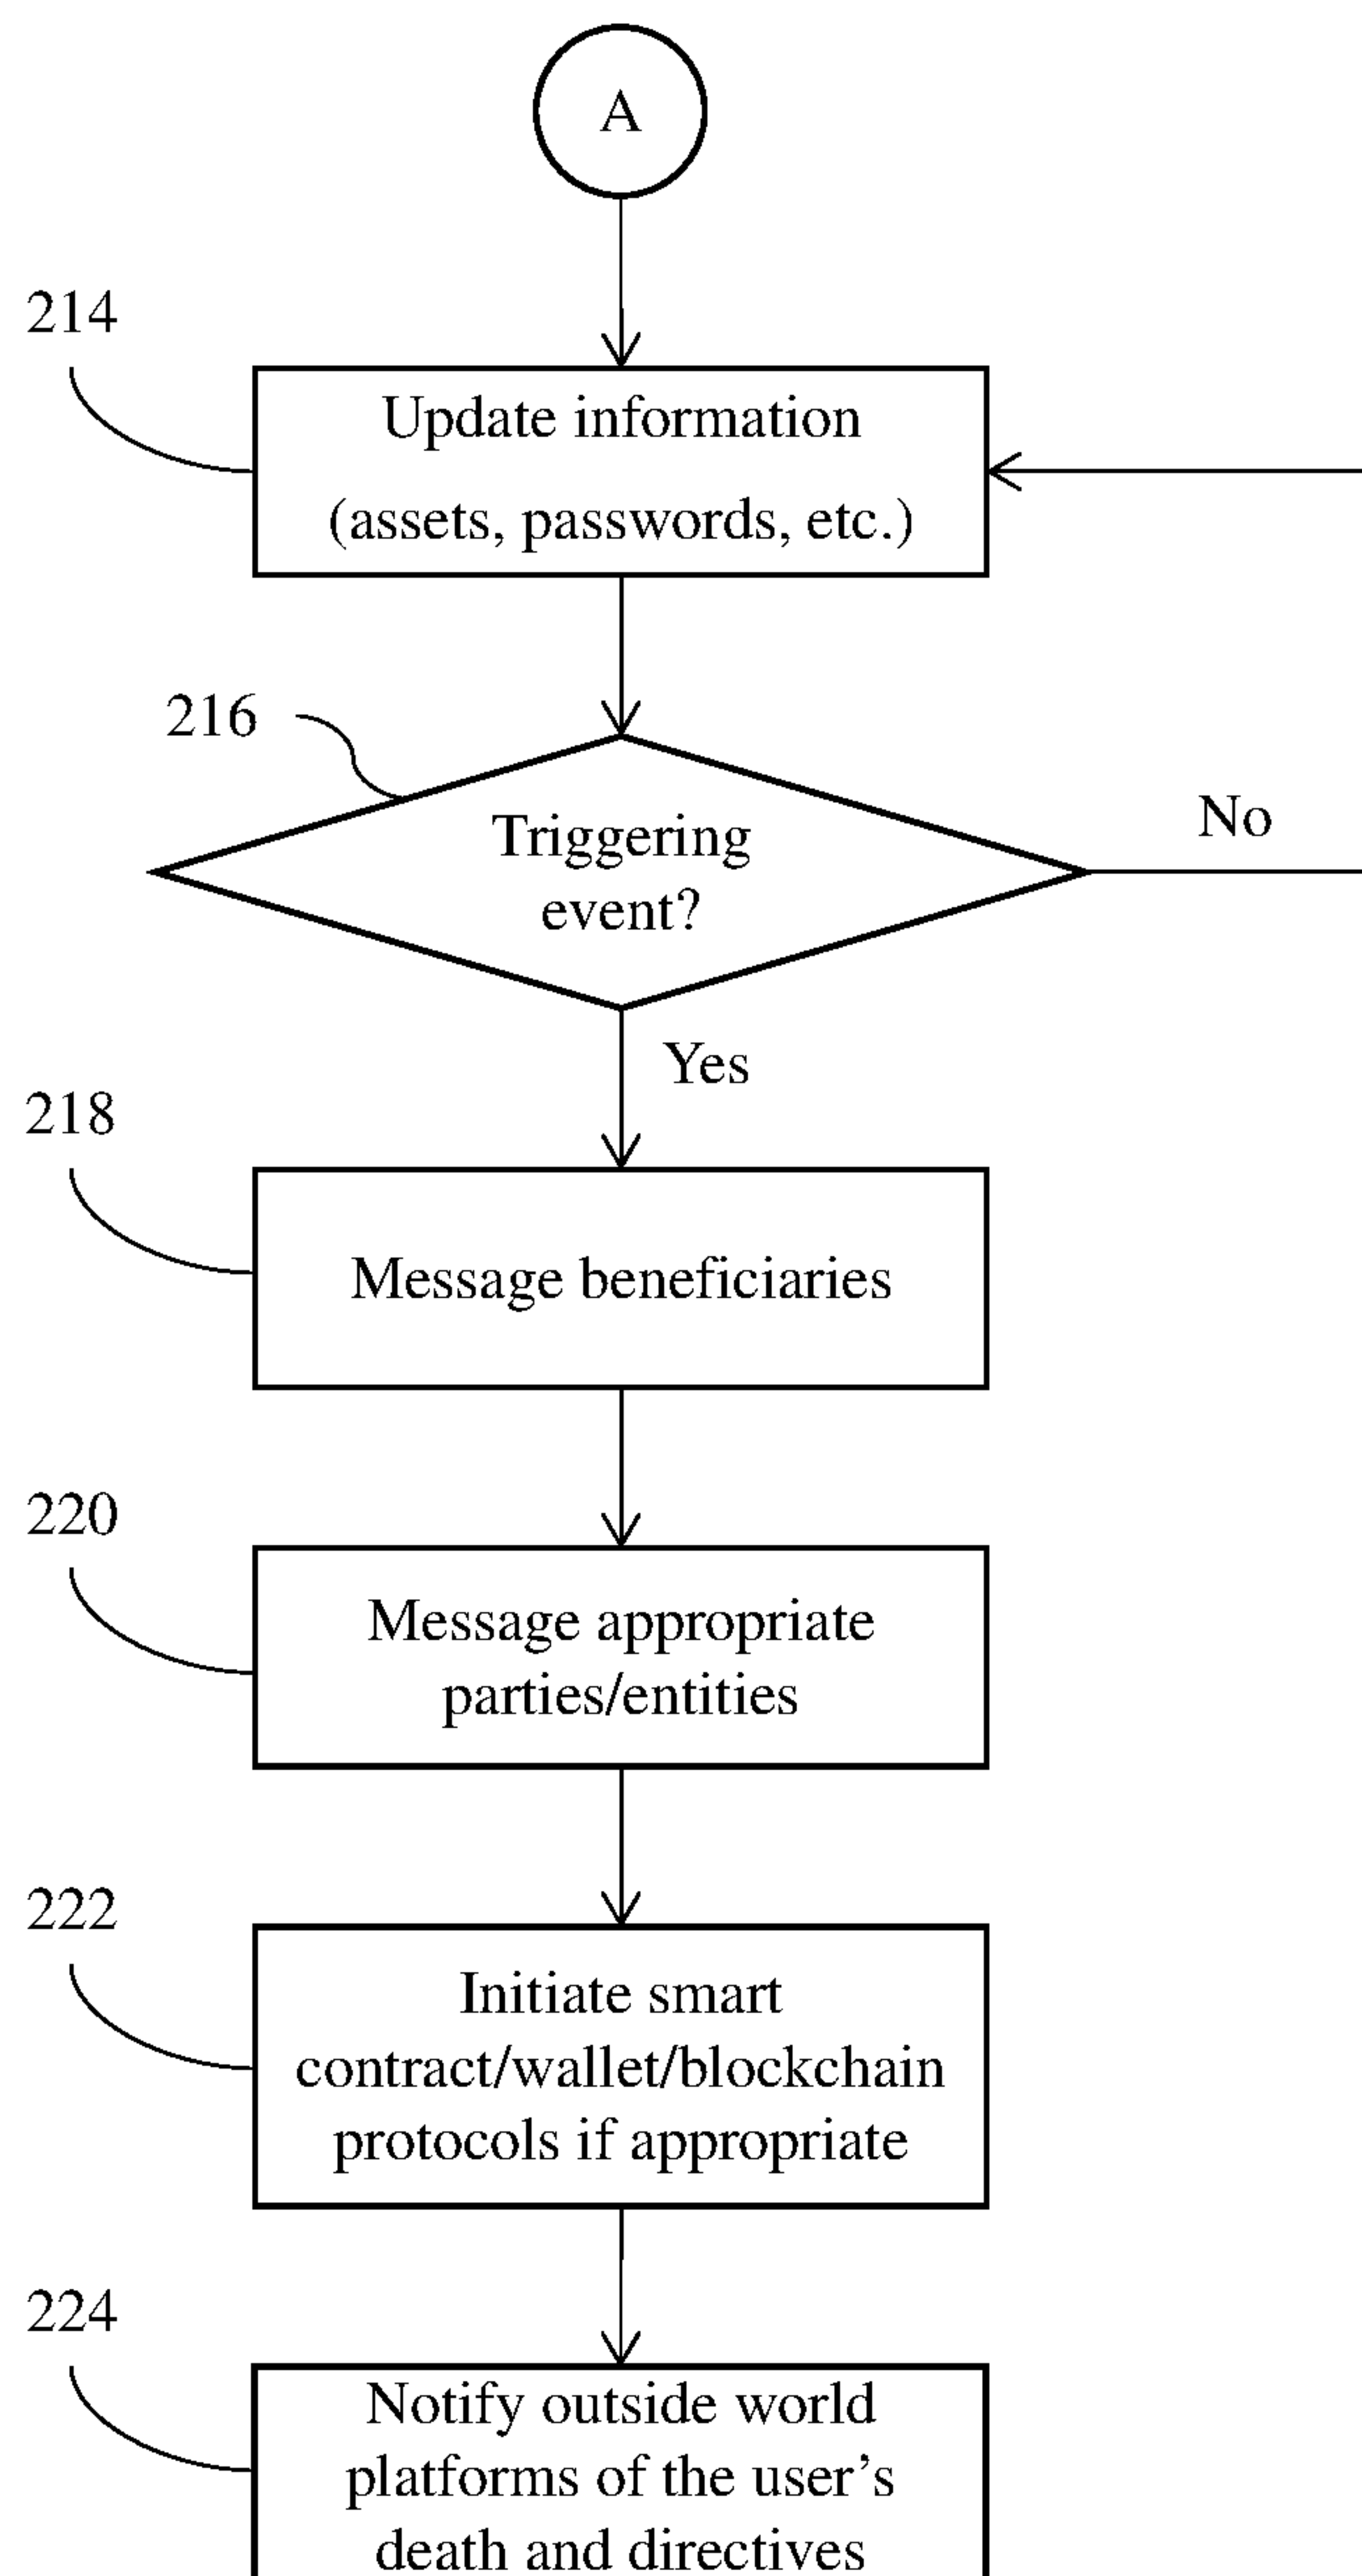 A
214
Update information
(assets, passwords, etc.)
216
Triggering
event?
No
Yes
218
Message beneficiaries
220
Message appropriate
parties/entities
222
Initiate smart
contract/wallet/blockchain
protocols if appropriate
224
Notify outside world
platforms of the user’s
death and directives